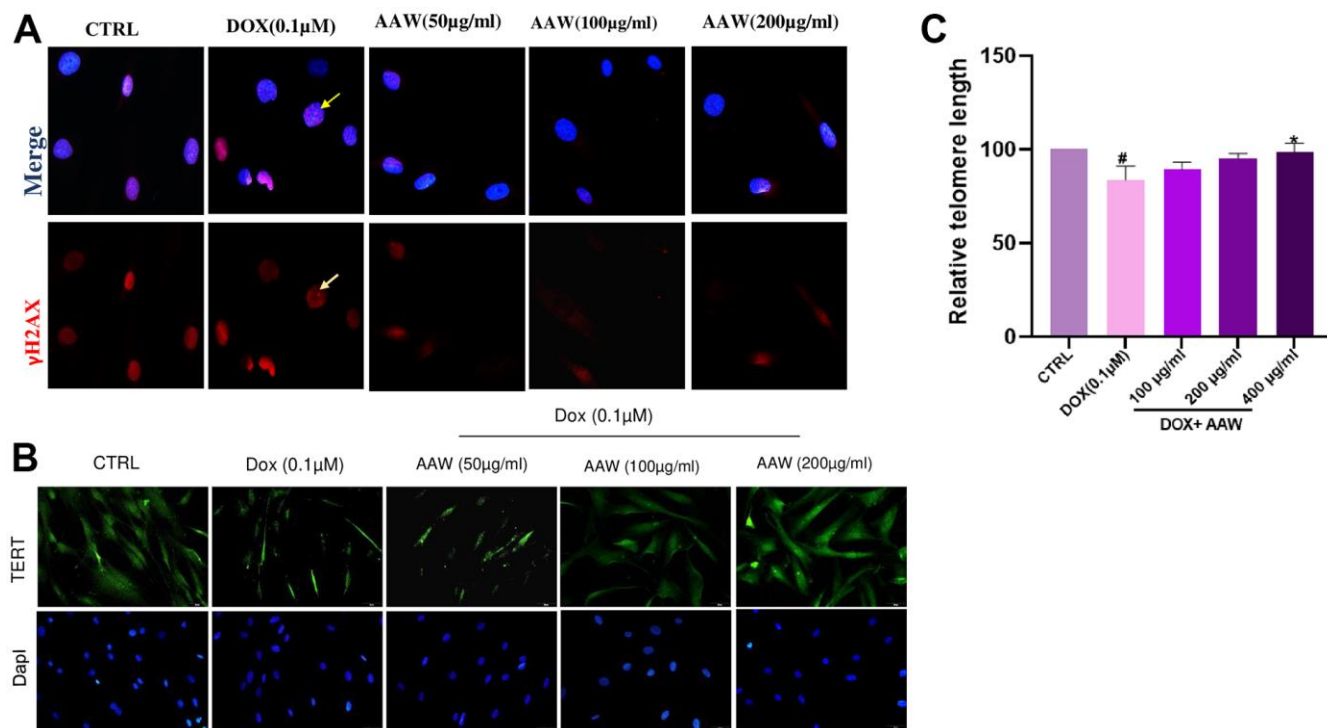 A
CTRL
DOX(0.1µM)
AAW(50µg/ml)
AAW(100µg/ml)
AAW(200µg/ml)
Merge
γH2AX
Dox (0.1µM)
B
CTRL
Dox (0.1µM)
AAW (50µg/ml)
AAW (100µg/ml)
AAW (200µg/ml)
TERT
DapI
C
Relative telomere length
150
100
50
0
#
*
CTRL
DOX(0.1µM)
100 µg/ml
200 µg/ml
400 µg/ml
DOX+ AAW